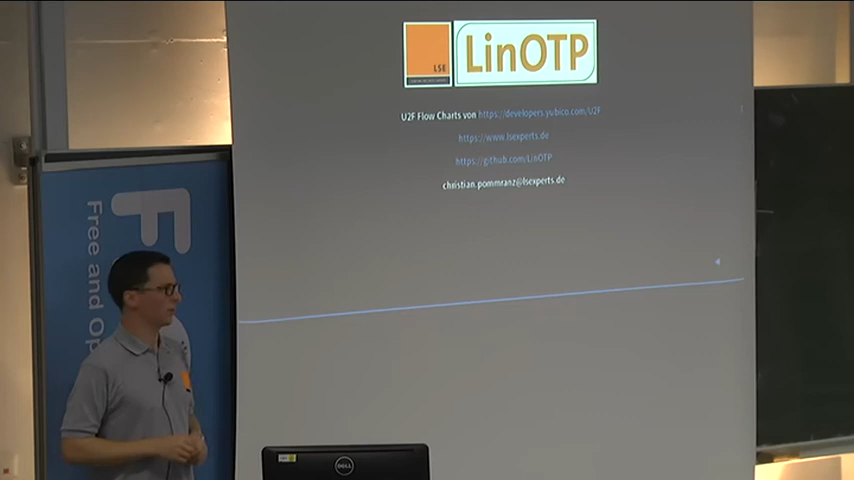 LSE
LinOTP
U2F Flow Charts von https://developers.yubico.com/U2F
https://www.lsexperts.de
https://github.com/LinOTP
christian.pommranz@lsexperts.de
Free and Op
DELL